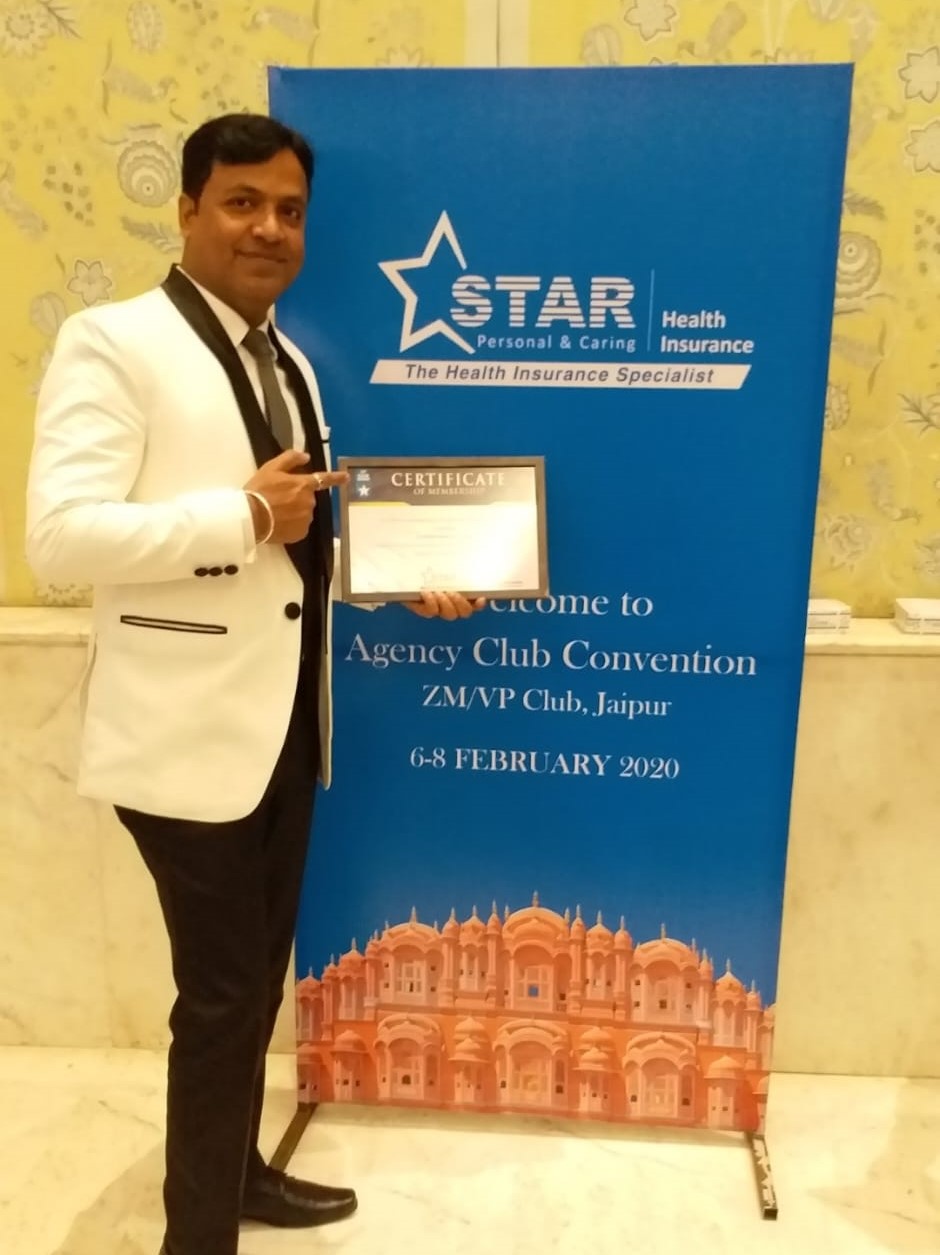 STAR
Personal & Caring
Health
Insurance
The Health Insurance Specialist
CERTIFICATE
OF MEMBERSHIP
STAR
to
Agency Club Convention
ZM/VP Club, Jaipur
6-8 FEBRUARY 2020